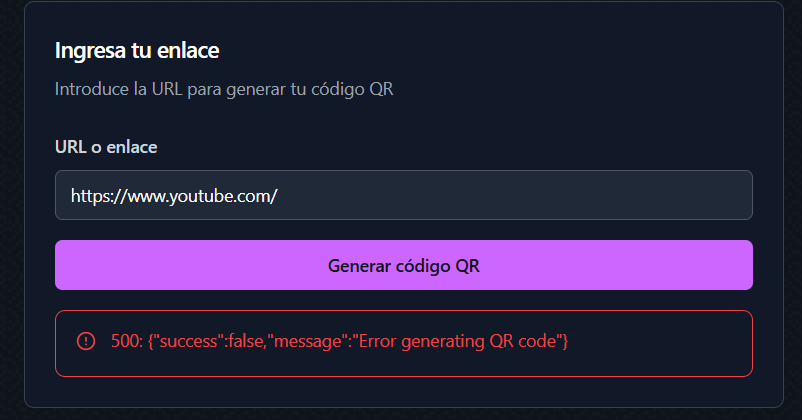 Ingresa tu enlace
Introduce la URL para generar tu código QR
URL o enlace
https://www.youtube.com/
Generar código QR
500: {"success":false,"message":"Error generating QR code"}